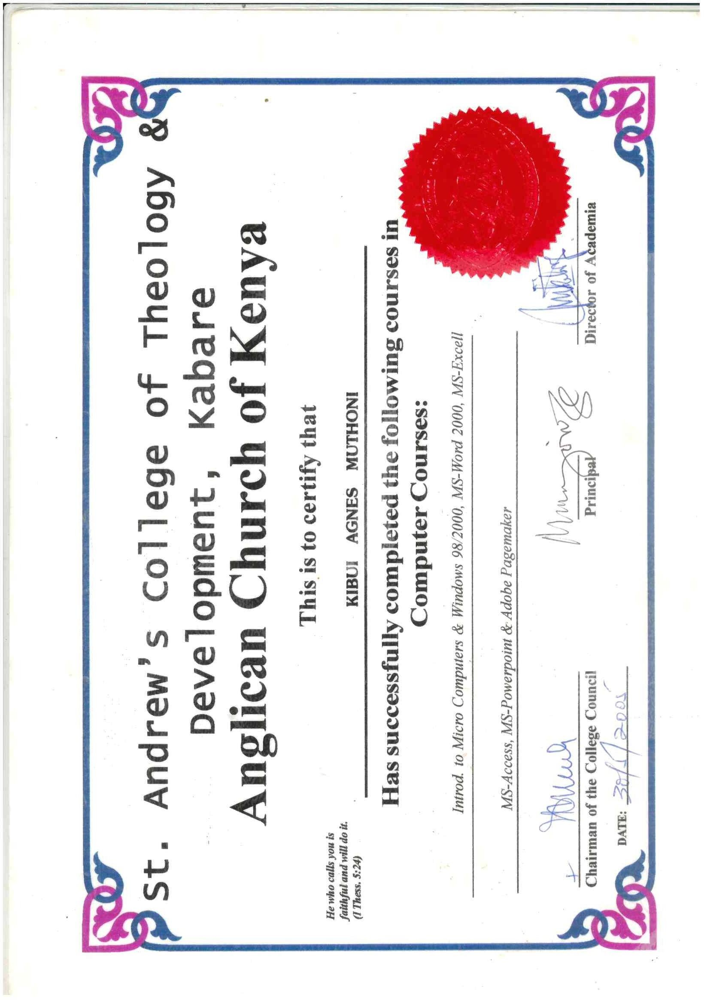 St. Andrew's College of Theology &
Development, Kabare
Anglican Church of Kenya
This is to certify that
He who calls you is
faithful and will do it.
(I Thess. 5:24)
KIBUI AGNES MUTHONI
Has successfully completed the following courses in
Computer Courses:
Introd. to Micro Computers & Windows 98/2000, MS-Word 2000, MS-Excell
MS-Access, MS-Powerpoint & Adobe Pagemaker
Chairman of the College Council
Principal
Director of Academia
DATE: 30/5/2005